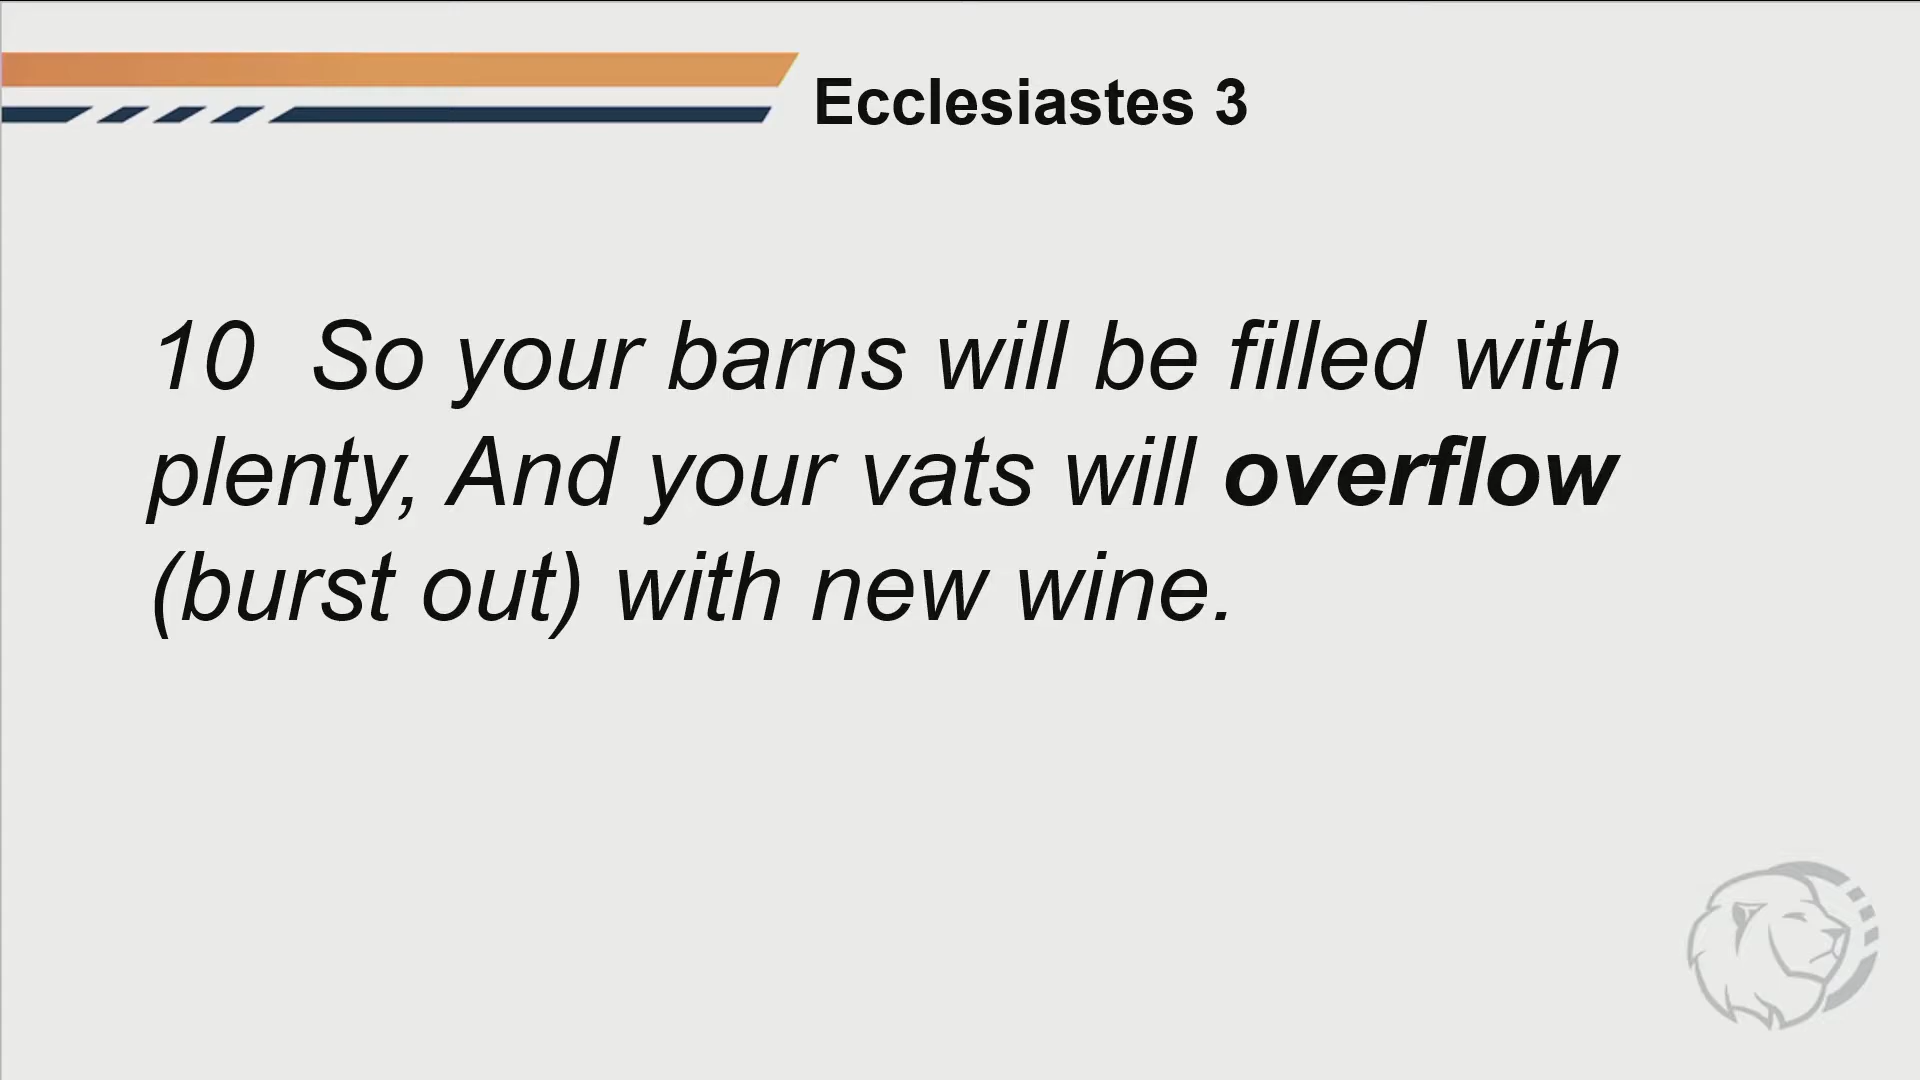 Ecclesiastes 3
10  So your barns will be filled with
plenty, And your vats will overflow
(burst out) with new wine.